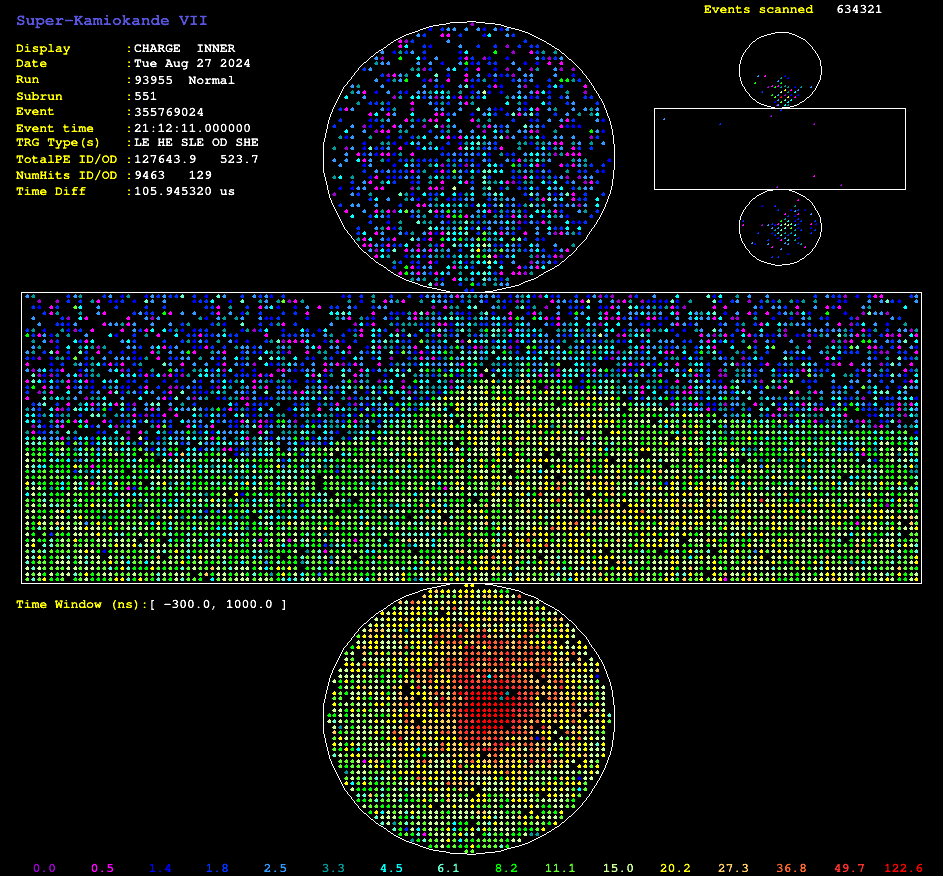 Super-Kamiokande VII
Events scanned 634321
Display :CHARGE INNER
Date :Tue Aug 27 2024
Run :93955 Normal
Subrun :551
Event :355769024
Event time :21:12:11.000000
TRG Type(s) :LE HE SLE OD SHE
TotalPE ID/OD :127643.9 523.7
NumHits ID/OD :9463 129
Time Diff :105.945320 us
Time Window (ns):[ -300.0, 1000.0 ]
0.0 0.5 1.4 1.8 2.5 3.3 4.5 6.1 8.2 11.1 15.0 20.2 27.3 36.8 49.7 122.6